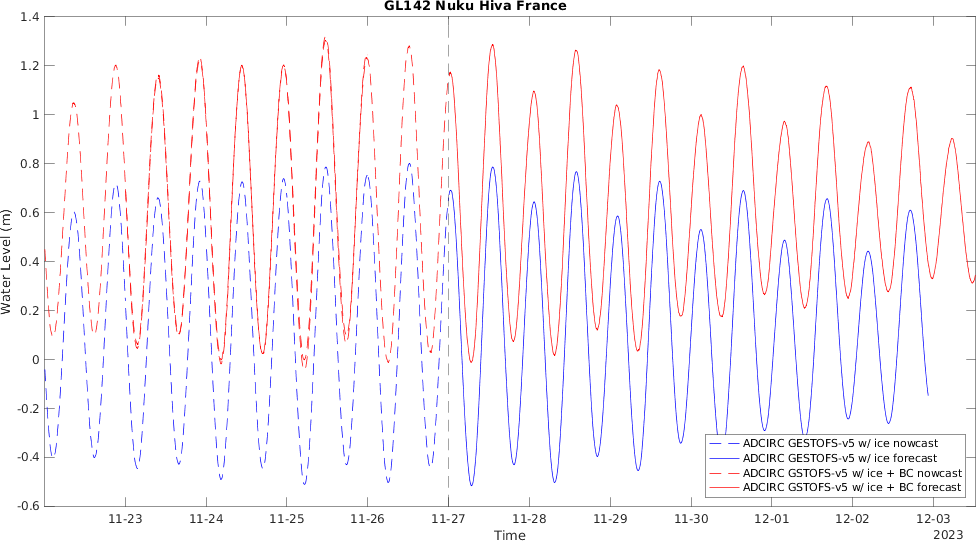 GL142 Nuku Hiva France
1.4
1.2
1
0.8
0.6
0.4
0.2
0
-0.2
-0.4
-0.6
Water Level (m)
ADCIRC GESTOFS-v5 w/ ice nowcast
ADCIRC GESTOFS-v5 w/ ice forecast
ADCIRC GSTOFS-v5 w/ ice + BC nowcast
ADCIRC GSTOFS-v5 w/ ice + BC forecast
11-23 11-24 11-25 11-26 11-27 11-28 11-29 11-30 12-01 12-02 12-03
Time
2023